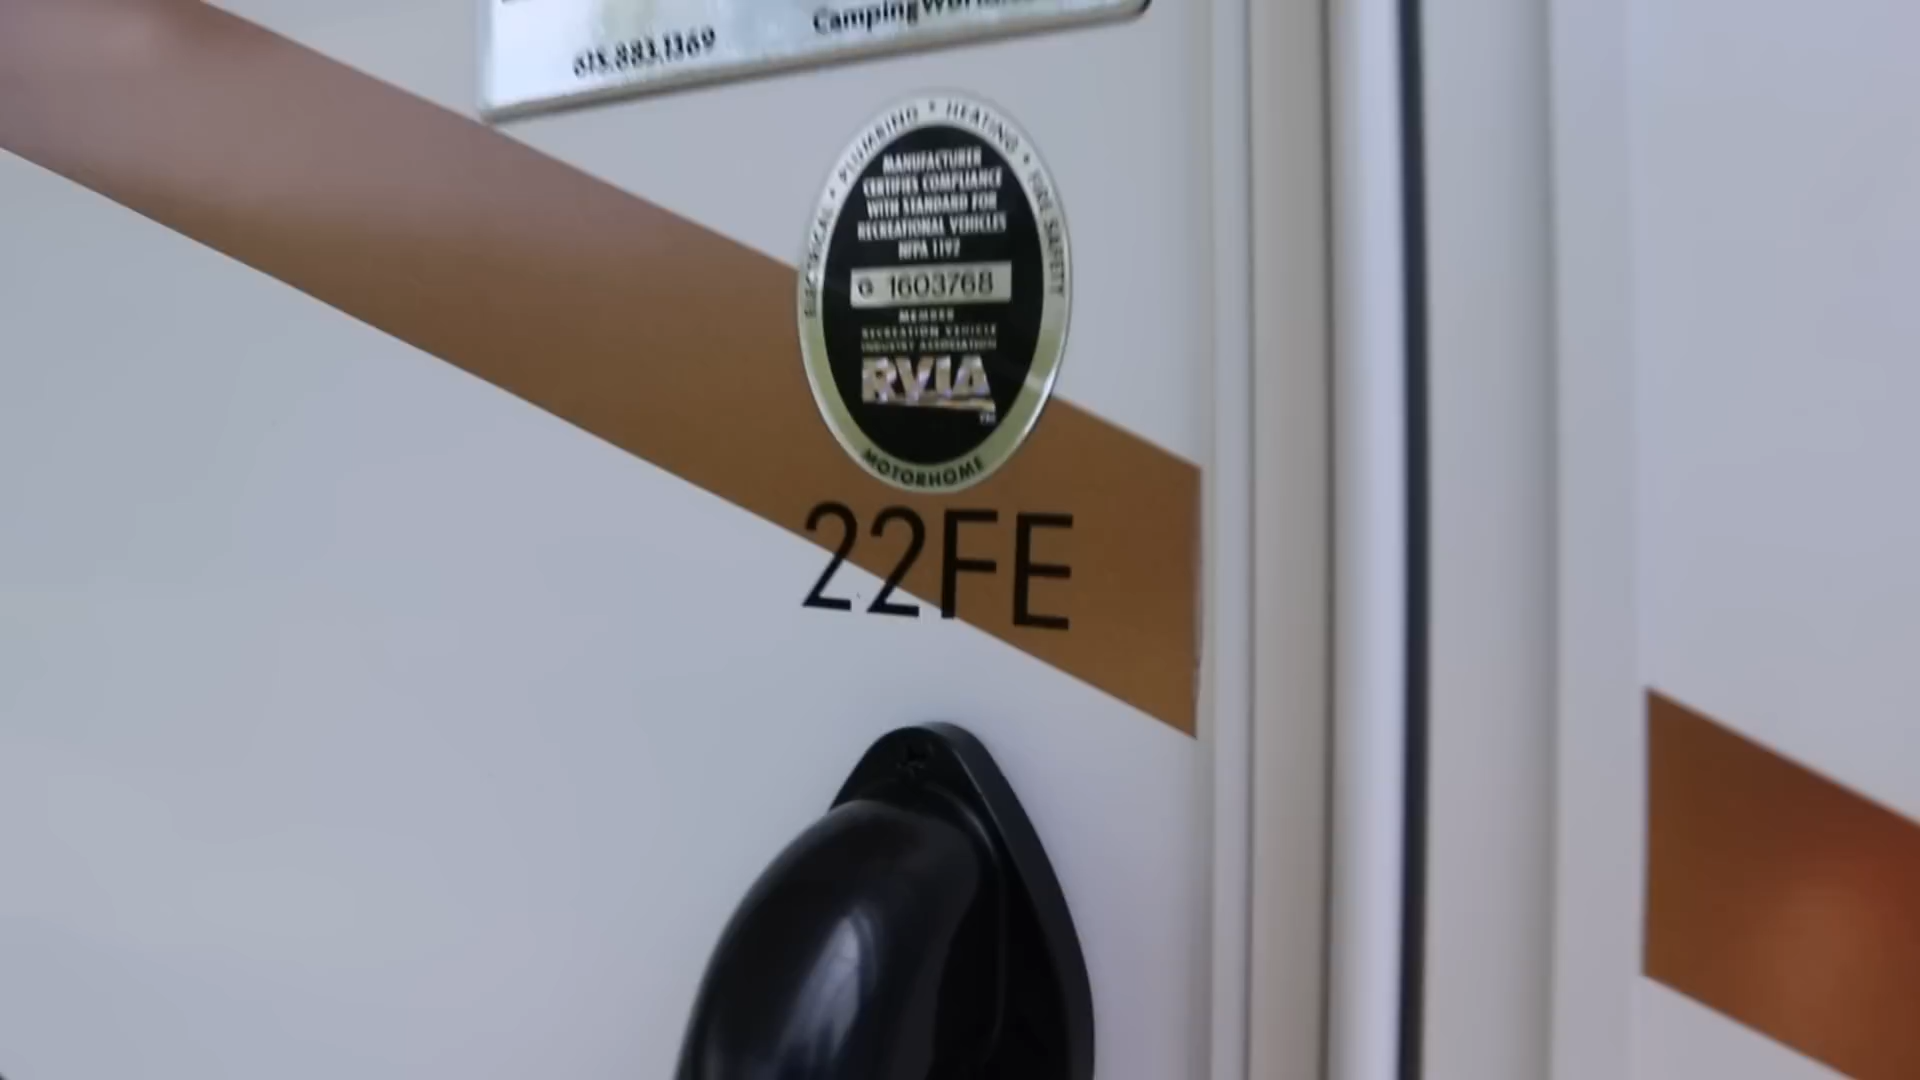 615.883.1369
ELECTRICAL • PLUMBING • HEATING • FIRE SAFETY
MANUFACTURER
CERTIFIES COMPLIANCE
WITH STANDARD FOR
RECREATIONAL VEHICLES
NFPA 1192
G 1603768
MEMBER
RECREATION VEHICLE
INDUSTRY ASSOCIATION
RVIA
TM
MOTORHOME
22FE